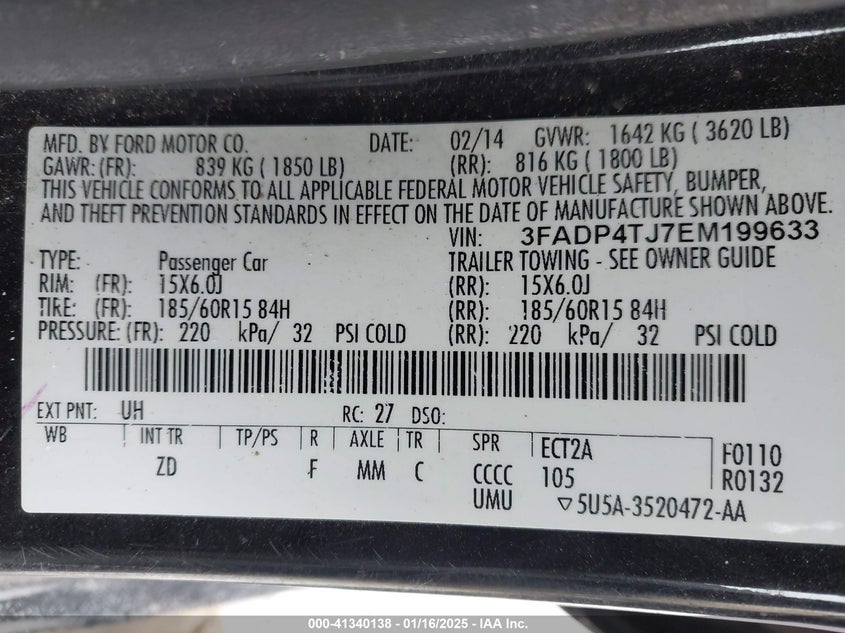 MFD. BY FORD MOTOR CO. DATE: 02/14 GVWR: 1642 KG ( 3620 LB)
GAWR: (FR): 839 KG ( 1850 LB) (RR): 816 KG ( 1800 LB)
THIS VEHICLE CONFORMS TO ALL APPLICABLE FEDERAL MOTOR VEHICLE SAFETY, BUMPER,
AND THEFT PREVENTION STANDARDS IN EFFECT ON THE DATE OF MANUFACTURE SHOWN ABOVE.
VIN: 3FADP4TJ7EM199633
TYPE: Passenger Car TRAILER TOWING - SEE OWNER GUIDE
RIM: (FR): 15X6.0J (RR): 15X6.0J
TIRE: (FR): 185/60R15 84H (RR): 185/60R15 84H
PRESSURE: (FR): 220 kPa/ 32 PSI COLD (RR): 220 kPa/ 32 PSI COLD
EXT PNT: UH RC: 27 DSO:
WB INT TR TP/PS R AXLE TR SPR ECT2A F0110
ZD F MM C CCCC 105 R0132
UMU ▽5U5A-3520472-AA
000-41340138 - 01/16/2025 - IAA Inc.